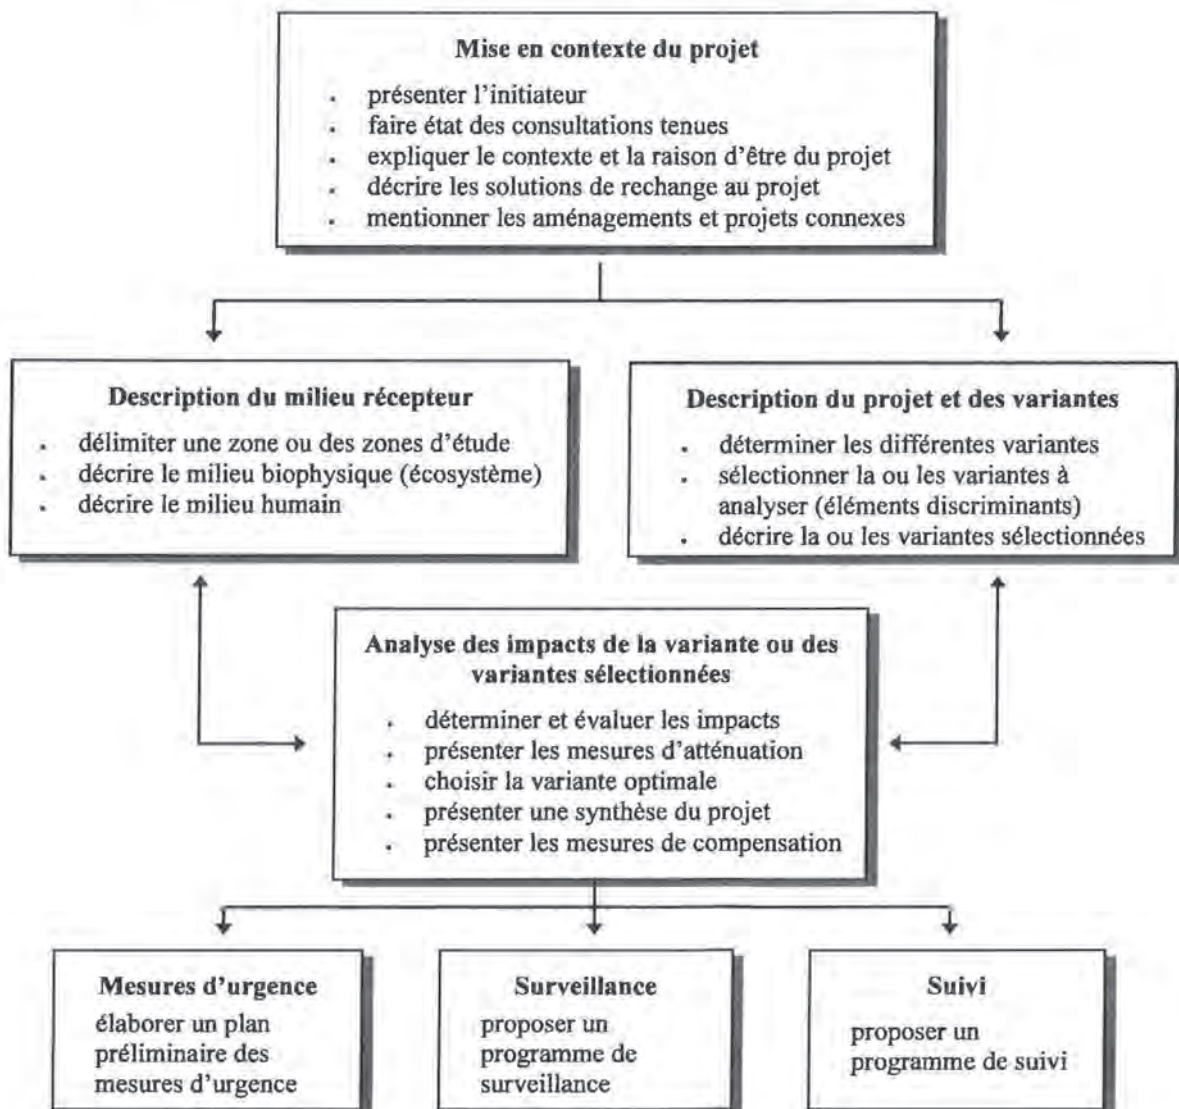 Mise en contexte du projet
· présenter l'initiateur
· faire état des consultations tenues
· expliquer le contexte et la raison d'être du projet
· décrire les solutions de rechange au projet
· mentionner les aménagements et projets connexes
Description du milieu récepteur
· délimiter une zone ou des zones d'étude
· décrire le milieu biophysique (écosystème)
· décrire le milieu humain
Description du projet et des variantes
· déterminer les différentes variantes
· sélectionner la ou les variantes à
analyser (éléments discriminants)
· décrire la ou les variantes sélectionnées
Analyse des impacts de la variante ou des
variantes sélectionnées
· déterminer et évaluer les impacts
· présenter les mesures d'atténuation
· choisir la variante optimale
· présenter une synthèse du projet
· présenter les mesures de compensation
Mesures d'urgence
élaborer un plan
préliminaire des
mesures d'urgence
Surveillance
proposer un
programme de
surveillance
Suivi
proposer un
programme de suivi